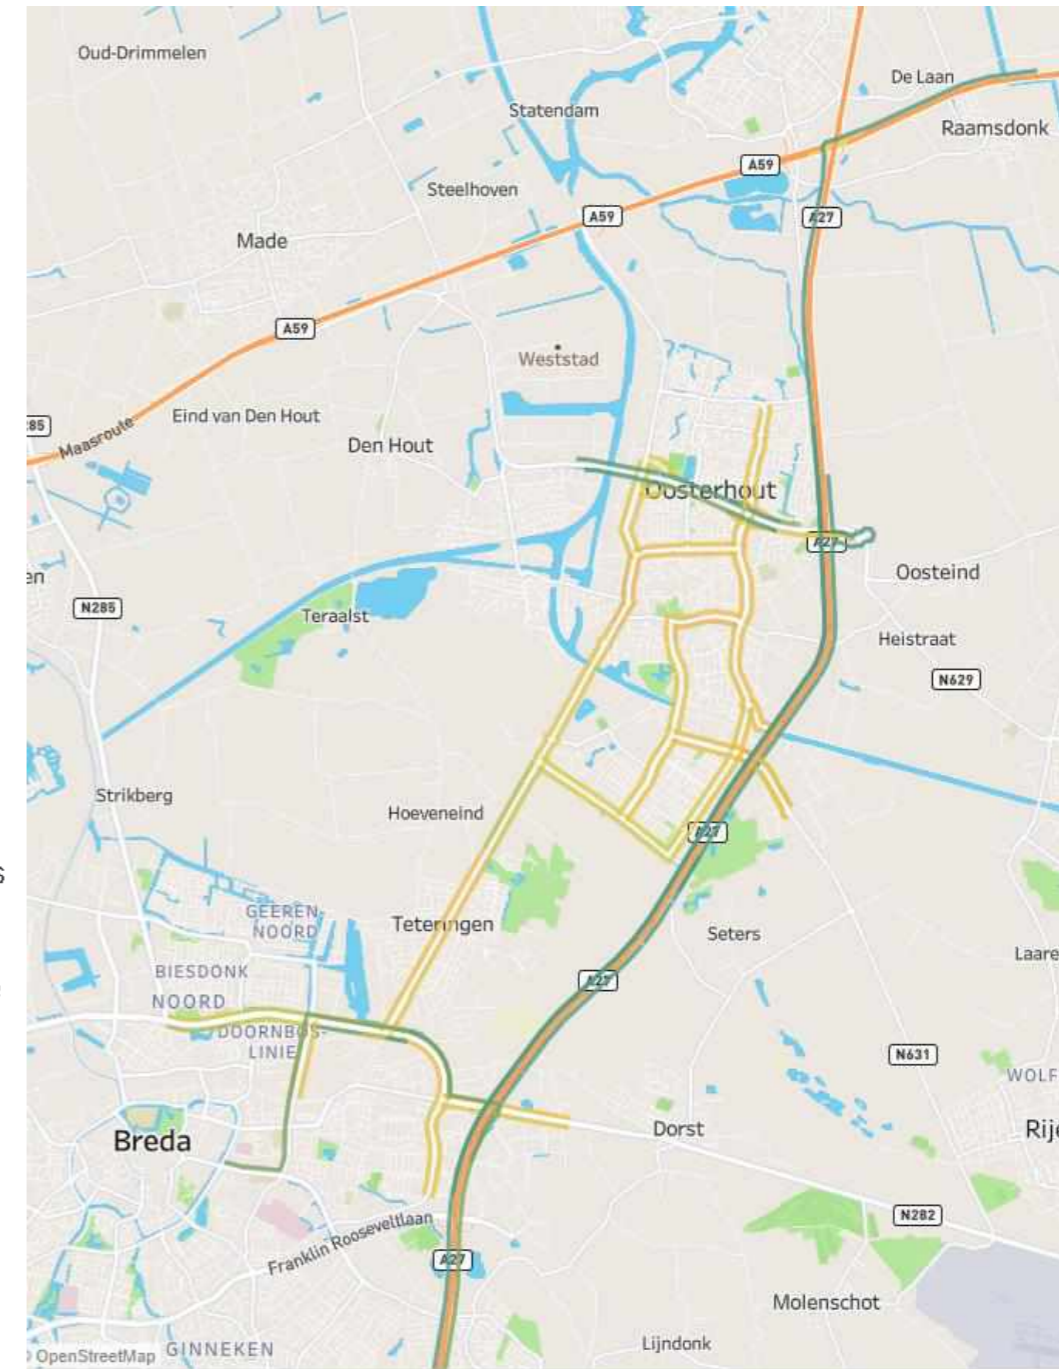 Oud-Drimmelen
De Laan
Statendam
Raamsdonk
A59
Steelhoven
A59
A27
Made
A59
Weststad
Eind van Den Hout
Maasroute
Den Hout
Oosterhout
A27
Oosteind
N285
Teraalst
Heistraat
N629
Strikberg
Hoeveneind
A27
GEEREN-
NOORD
Teteringen
Seters
BIESDONK
A27
NOORD
DOORNBOS-
LINIE
N631
Breda
Dorst
N282
Franklin Rooseveltlaan
A27
Molenschot
Lijndonk
GINNEKEN
OpenStreetMap